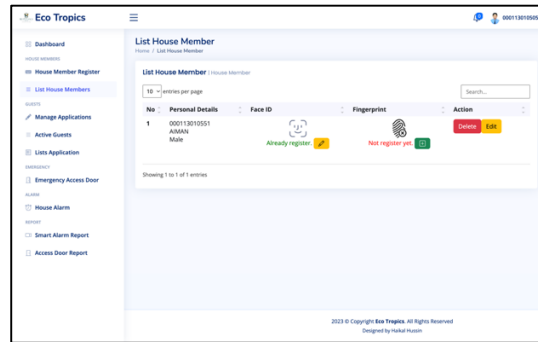 Eco Tropics
000113010505
Dashboard
HOUSE MEMBERS
House Member Register
List House Members
GUESTS
Manage Applications
Active Guests
Lists Application
EMERGENCY
Emergency Access Door
ALARM
House Alarm
REPORT
Smart Alarm Report
Access Door Report
List House Member
Home / List House Member
List House Member | House Member
10 entries per page
Search...
No Personal Details Face ID Fingerprint Action
1 000113010551
AIMAN
Male
Already register.
Not register yet.
Delete Edit
Showing 1 to 1 of 1 entries
2023 © Copyright Eco Tropics. All Rights Reserved
Designed by Haikal Hussin